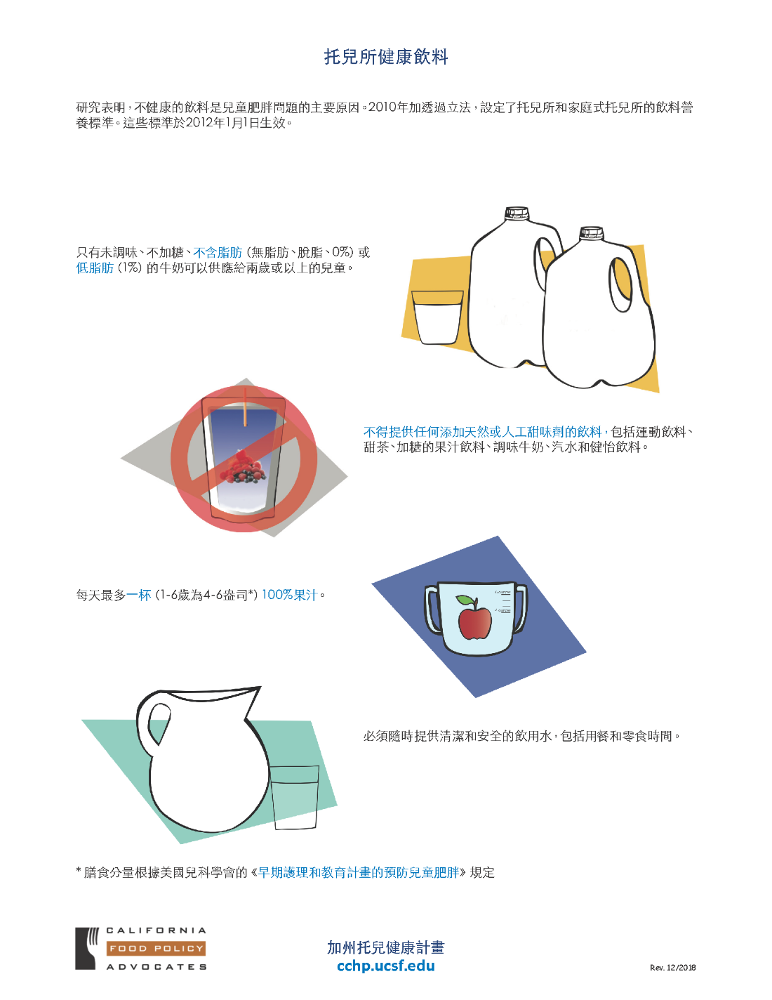 托兒所健康飲料
研究表明，不健康的飲料是兒童肥胖問題的主要原因。2010年加透過立法，設定了托兒所和家庭式托兒所的飲料營
養標準。這些標準於2012年1月1日生效。
只有未調味、不加糖、不含脂肪（無脂肪、脫脂、0%）或
低脂肪（1%）的牛奶可以供應給兩歲或以上的兒童。
不得提供任何添加天然或人工甜味劑的飲料，包括運動飲料、
甜茶、加糖的果汁飲料、調味牛奶、汽水和健怡飲料。
每天最多一杯（1-6歲為4-6盎司*）100%果汁。
6 ounces
4 ounces
必須隨時提供清潔和安全的飲用水，包括用餐和零食時間。
* 膳食分量根據美國兒科學會的《早期護理和教育計畫的預防兒童肥胖》規定
CALIFORNIA
FOOD POLICY
ADVOCATES
加州托兒健康計畫
cchp.ucsf.edu
Rev. 12/2018